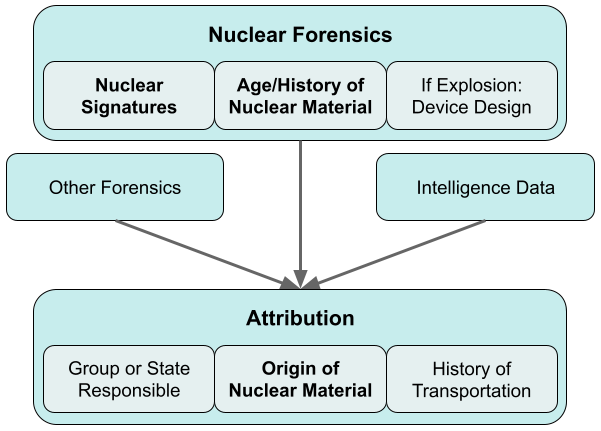 Nuclear Forensics
Nuclear
Signatures
Age/History of
Nuclear Material
If Explosion:
Device Design
Other Forensics
Intelligence Data
Attribution
Group or State
Responsible
Origin of
Nuclear Material
History of
Transportation